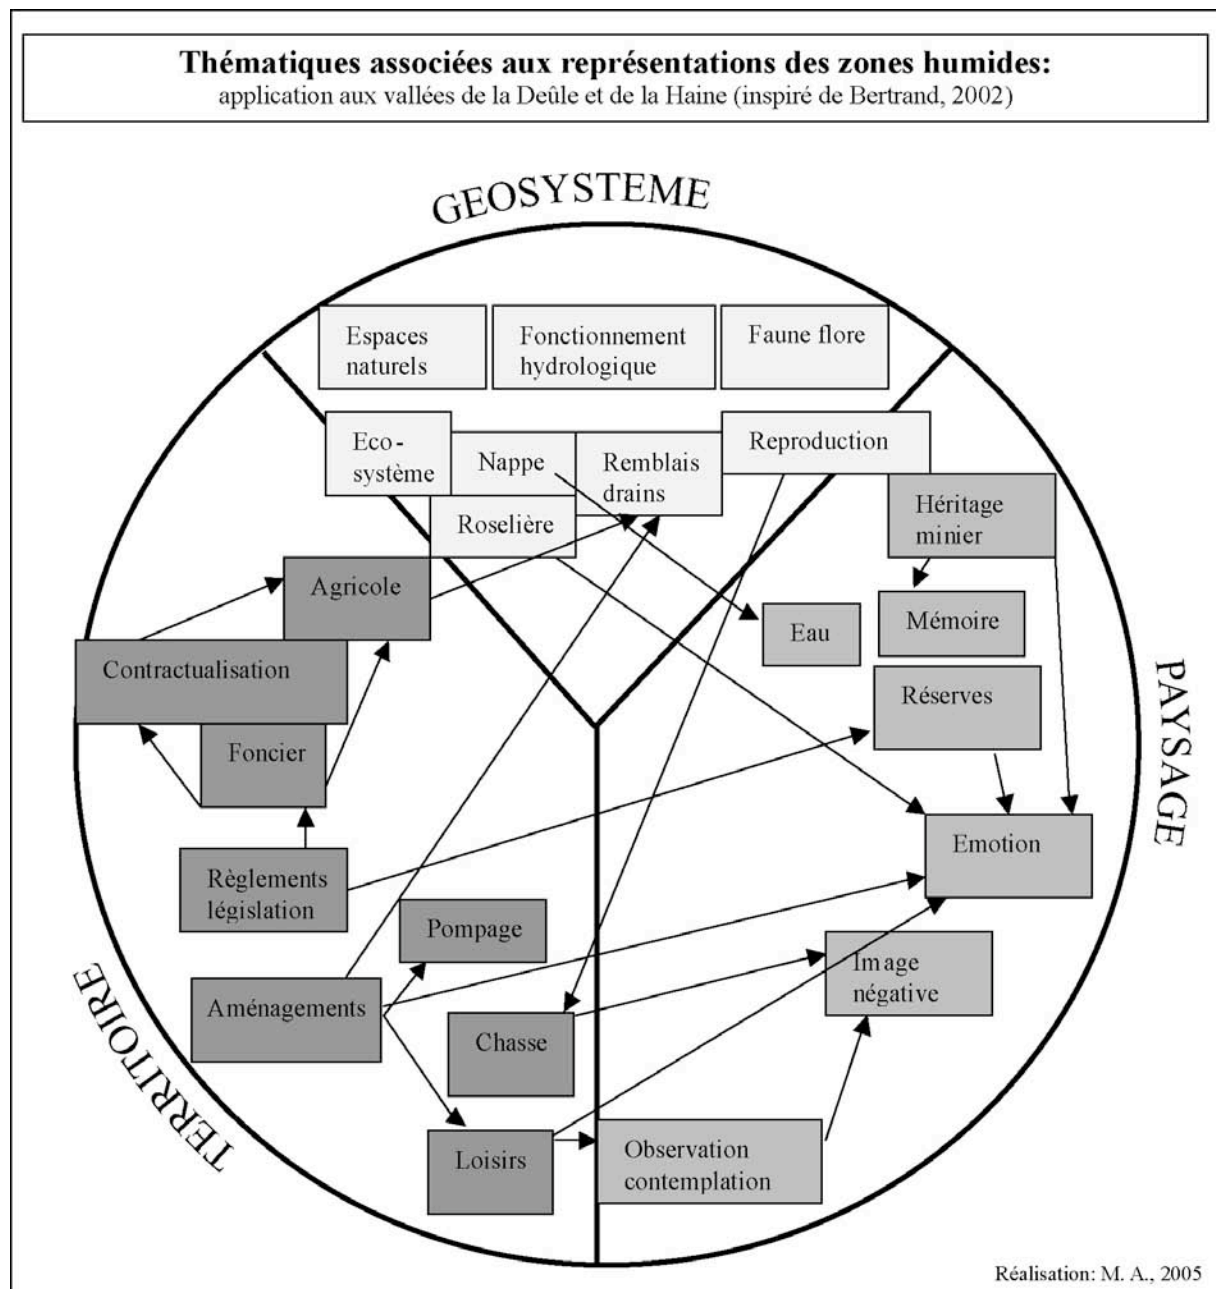 Thématiques associées aux représentations des zones humides:
application aux vallées de la Deûle et de la Haine (inspiré de Bertrand, 2002)
GEOSYSTEME
Espaces
naturels
Fonctionnement
hydrologique
Faune flore
Eco-
système
Nappe
Remblais
drains
Reproduction
Roselière
Héritage
minier
Agricole
Eau
Mémoire
Contractualisation
Réserves
PAYSAGE
Foncier
Emotion
Règlements
législation
Pompage
Image
négative
Aménagements
Chasse
TERRITOIRE
Loisirs
Observation
contemplation
Réalisation: M. A., 2005